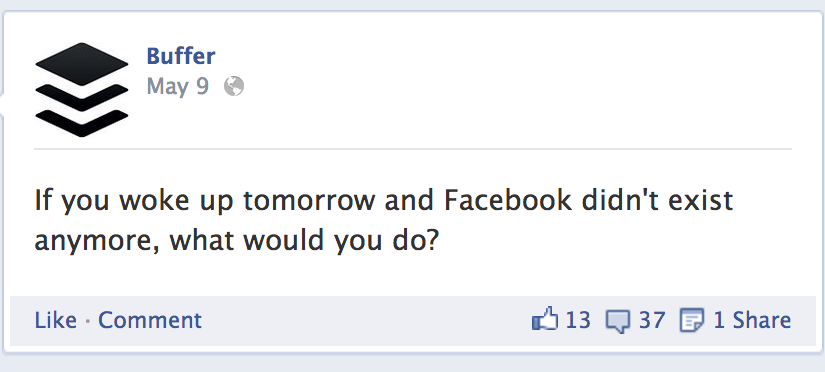 Buffer
May 9
If you woke up tomorrow and Facebook didn't exist
anymore, what would you do?
Like · Comment 13 37 1 Share